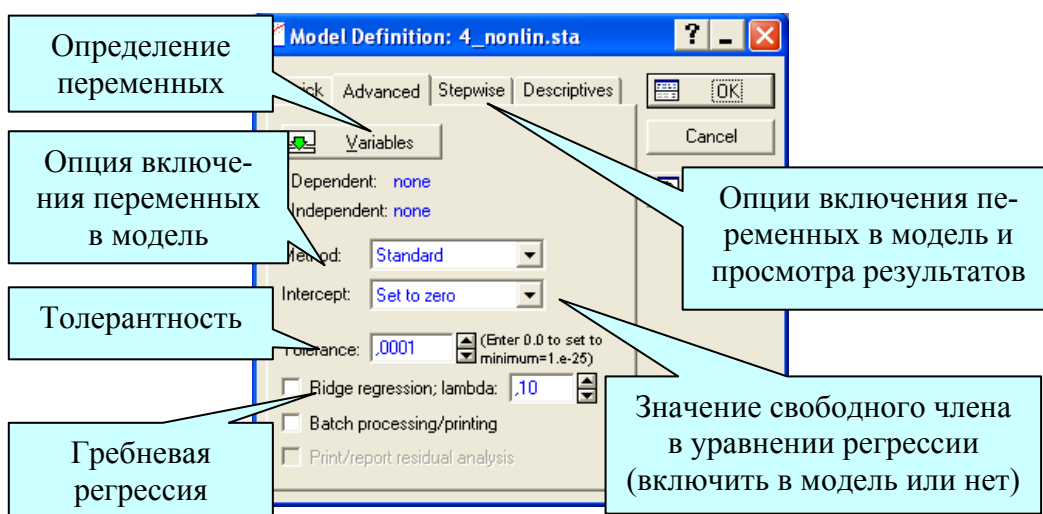 Model Definition: 4_nonlin.sta
Advanced
Stepwise
Descriptives
OK
Cancel
Variables
Dependent: none
Independent: none
Method: Standard
Intercept: Set to zero
Tolerance: ,0001
(Enter 0.0 to set to
minimum=1.e-25)
Ridge regression; lambda: ,10
Batch processing/printing
Print/report residual analysis
Определение
переменных
Опция включе-
ния переменных
в модель
Толерантность
Гребневая
регрессия
Опции включения пе-
ременных в модель и
просмотра результатов
Значение свободного члена
в уравнении регрессии
(включить в модель или нет)